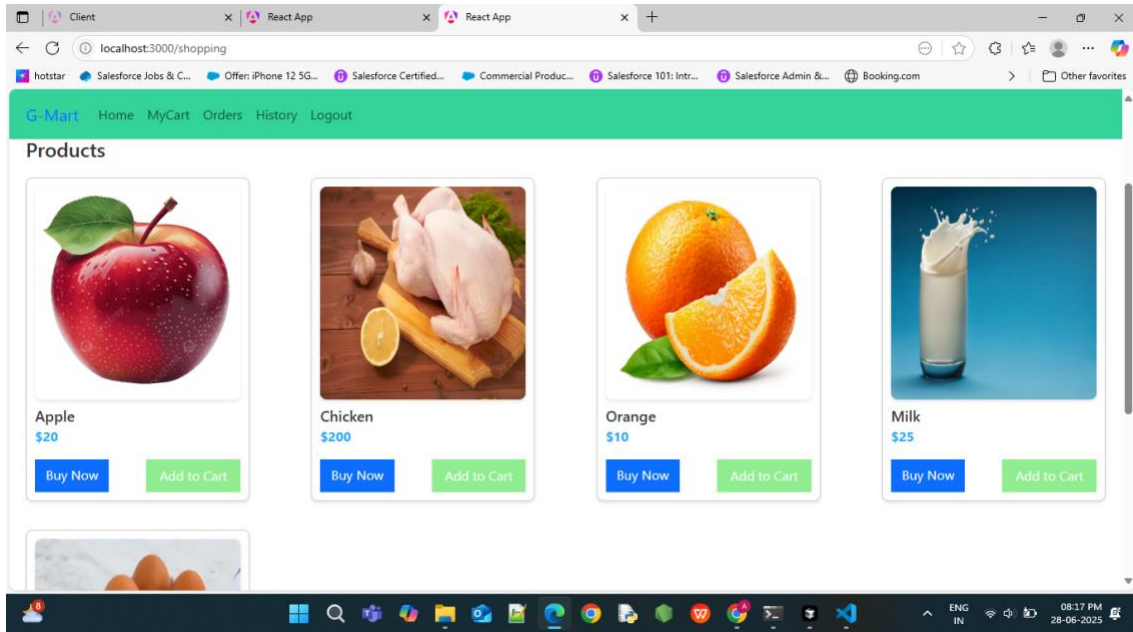 Client
React App
React App
localhost:3000/shopping
hotstar Salesforce Jobs & C... Offer: iPhone 12 5G... Salesforce Certified... Commercial Produc... Salesforce 101: Intr... Salesforce Admin &... Booking.com Other favorites
G-Mart Home MyCart Orders History Logout
Products
Apple
$20
Buy Now Add to Cart
Chicken
$200
Buy Now Add to Cart
Orange
$10
Buy Now Add to Cart
Milk
$25
Buy Now Add to Cart
8
ENG
IN
08:17 PM
28-06-2025